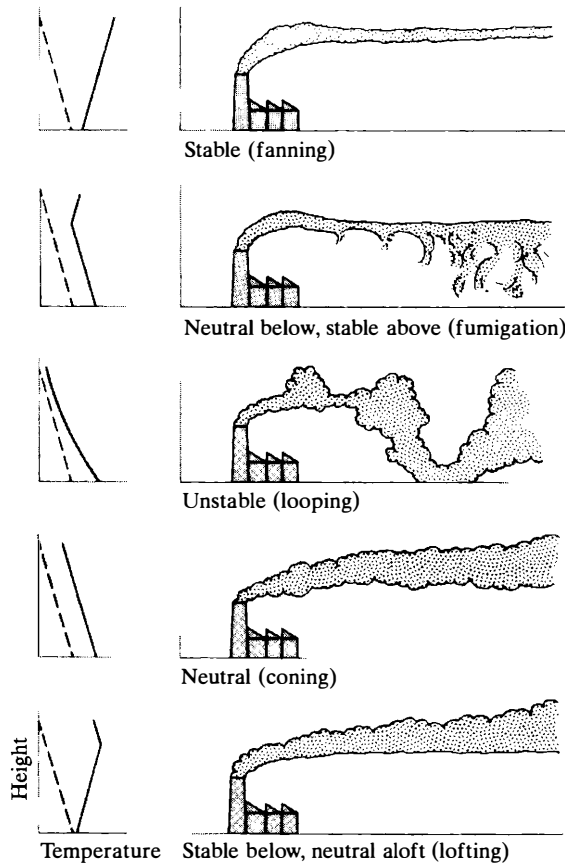 Stable (fanning)
Neutral below, stable above (fumigation)
Unstable (looping)
Neutral (coning)
Height
Temperature
Stable below, neutral aloft (lofting)